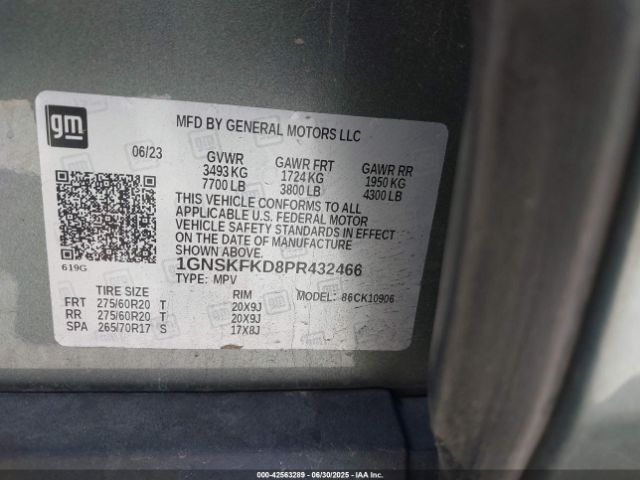 gm
MFD BY GENERAL MOTORS LLC
06/23 GVWR GAWR FRT GAWR RR
3493 KG 1724 KG 1950 KG
7700 LB 3800 LB 4300 LB
THIS VEHICLE CONFORMS TO ALL
APPLICABLE U.S. FEDERAL MOTOR
VEHICLE SAFETY STANDARDS IN EFFECT
ON THE DATE OF MANUFACTURE
SHOWN ABOVE.
619G
1GNSKFKD8PR432466
TYPE: MPV MODEL: 86CK10906
TIRE SIZE RIM
FRT 275/60R20 T 20X9J
RR 275/60R20 T 20X9J
SPA 265/70R17 S 17X8J
000-42563289 - 06/30/2025 - IAAI.com